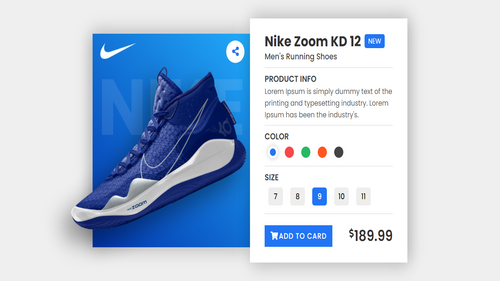 NIKE
ZOOM
Nike Zoom KD 12 NEW
Men's Running Shoes
PRODUCT INFO
Lorem Ipsum is simply dummy text of the
printing and typesetting industry. Lorem
Ipsum has been the industry's.
COLOR
SIZE
7 8 9 10 11
ADD TO CARD $189.99